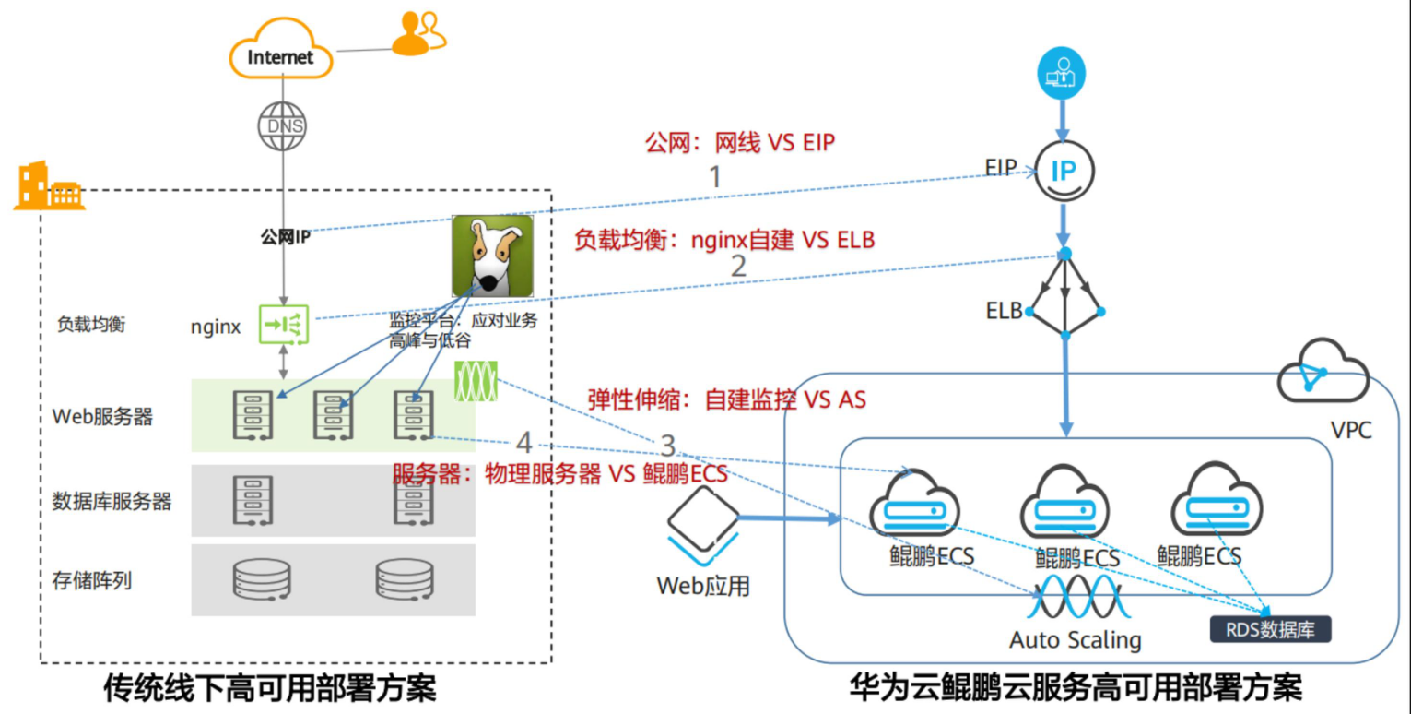 Internet
DNS
公网IP
负载均衡
nginx
监控平台：应对业务
高峰与低谷
Web服务器
数据库服务器
存储阵列
传统线下高可用部署方案
公网：网线 VS EIP
1
负载均衡：nginx自建 VS ELB
2
弹性伸缩：自建监控 VS AS
3
4
服务器：物理服务器 VS 鲲鹏ECS
EIP
IP
ELB
VPC
Web应用
鲲鹏ECS
鲲鹏ECS
鲲鹏ECS
Auto Scaling
RDS数据库
华为云鲲鹏云服务高可用部署方案